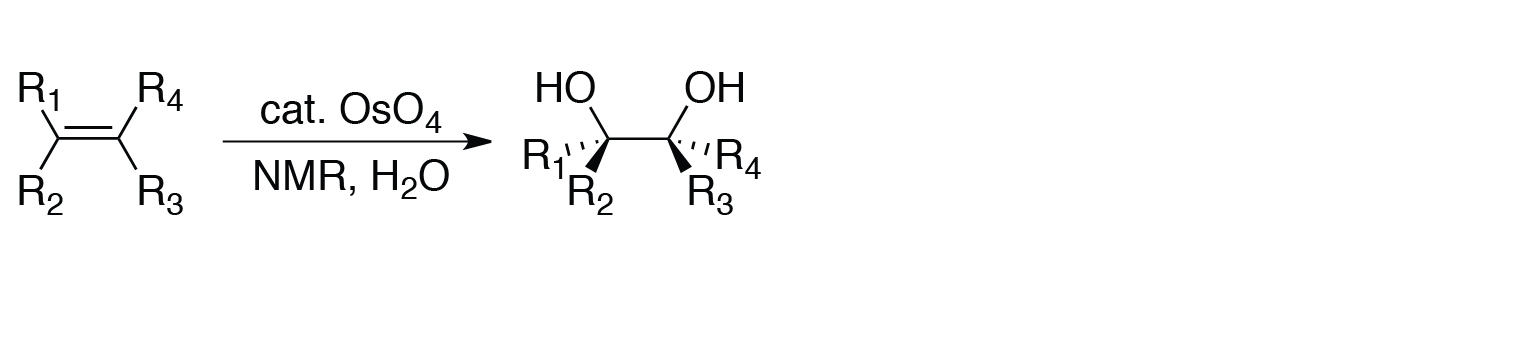 R1 R4 cat. OsO4 HO OH
R2 R3 NMR, H2O R1 R4
R2 R3